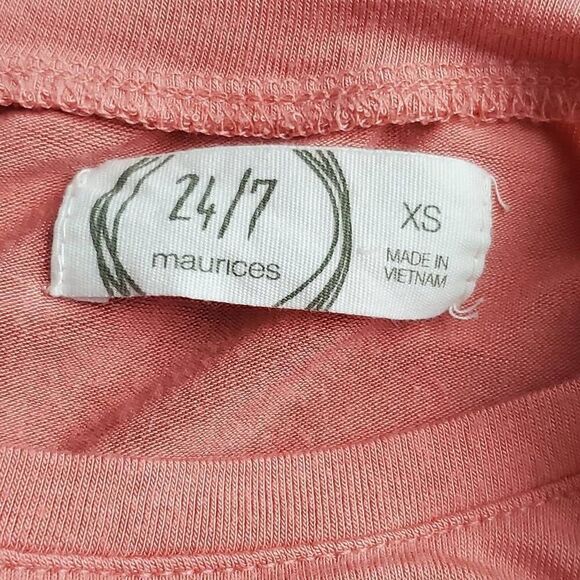 24/7
maurices
XS
MADE IN
VIETNAM